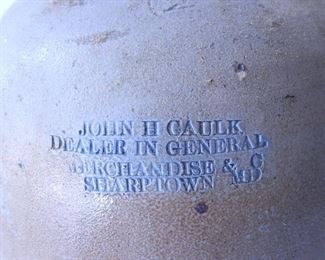 JOHN H CAULK
DEALER IN GENERAL
MERCHANDISE & C
SHARPTOWN MD